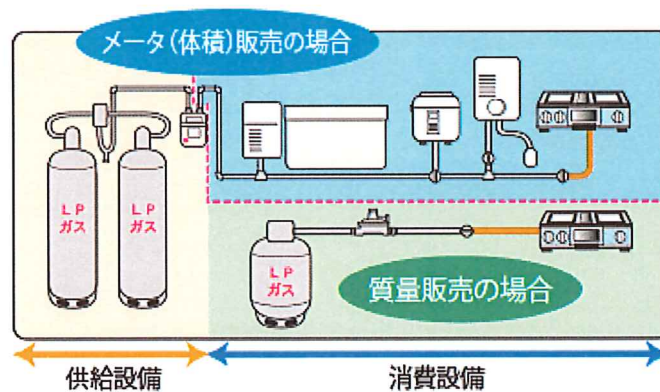 メータ(体積)販売の場合
LP
ガス
LP
ガス
LP
ガス
質量販売の場合
供給設備
消費設備